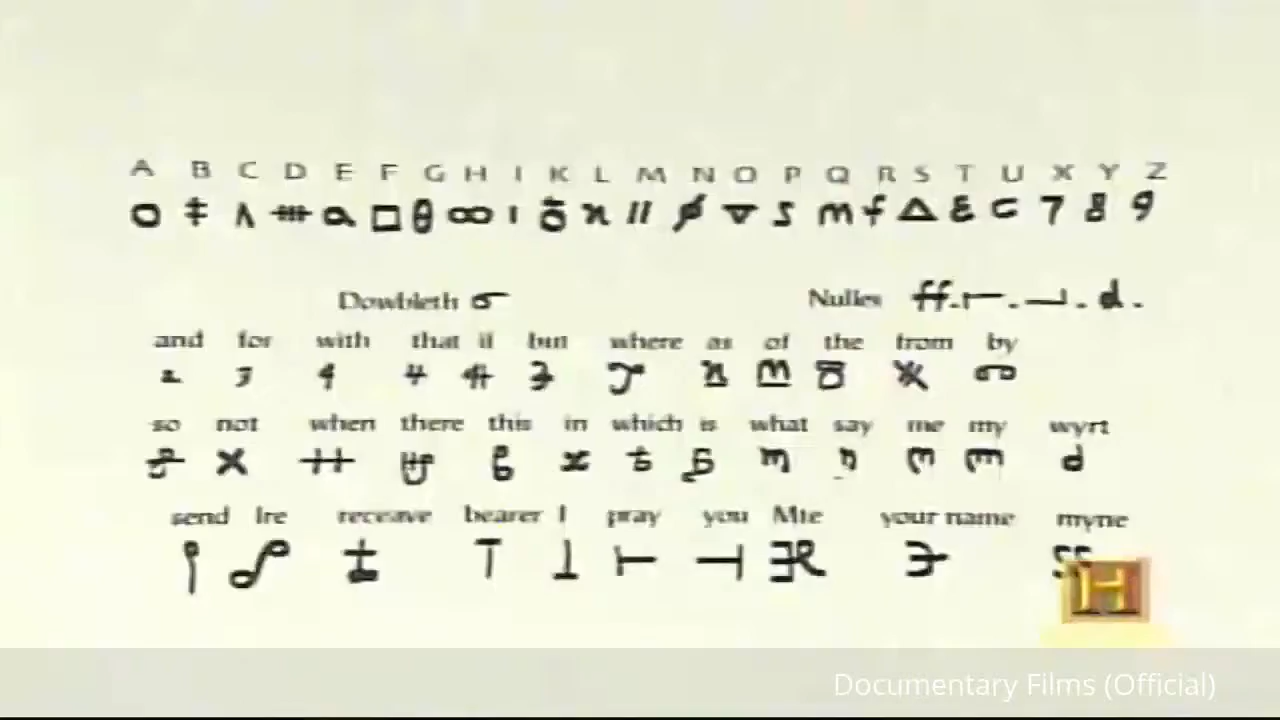 A B C D E F G H I K L M N O P Q R S T U X Y Z
Dowbleth Nulles ff. . . d.
and for with that if but where as of the from by
so not when there this in which is what say me my wyrt
send lre receave bearer I pray you Mte your name myne
H
Documentary Films (Official)